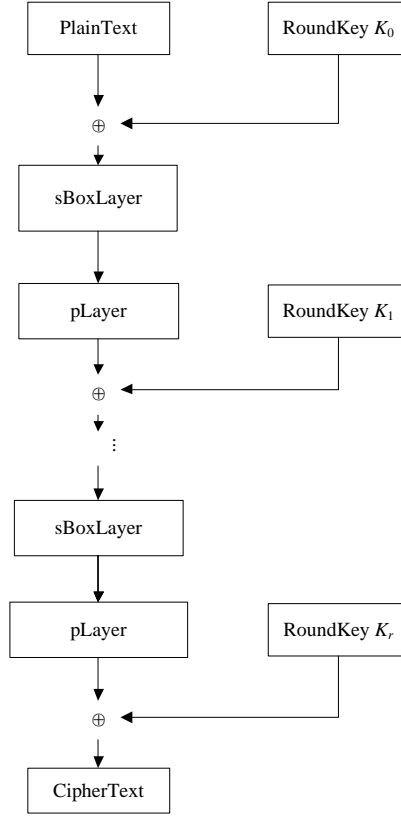 PlainText
RoundKey K₀
⊕
sBoxLayer
pLayer
RoundKey K₁
⊕
⋮
sBoxLayer
pLayer
RoundKey Kᵣ
⊕
CipherText